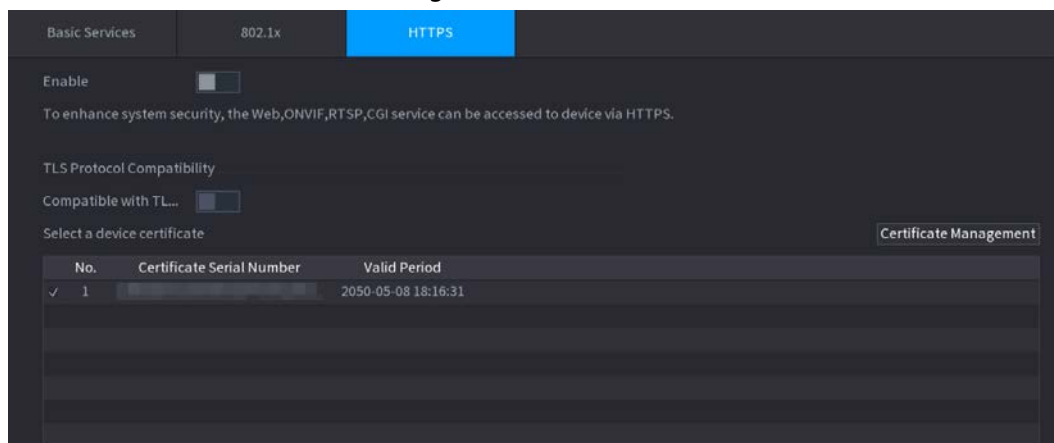 Basic Services 802.1x HTTPS
Enable
To enhance system security, the Web,ONVIF,RTSP,CGI service can be accessed to device via HTTPS.
TLS Protocol Compatibility
Compatible with TL...
Select a device certificate Certificate Management
No. Certificate Serial Number Valid Period
1 2050-05-08 18:16:31